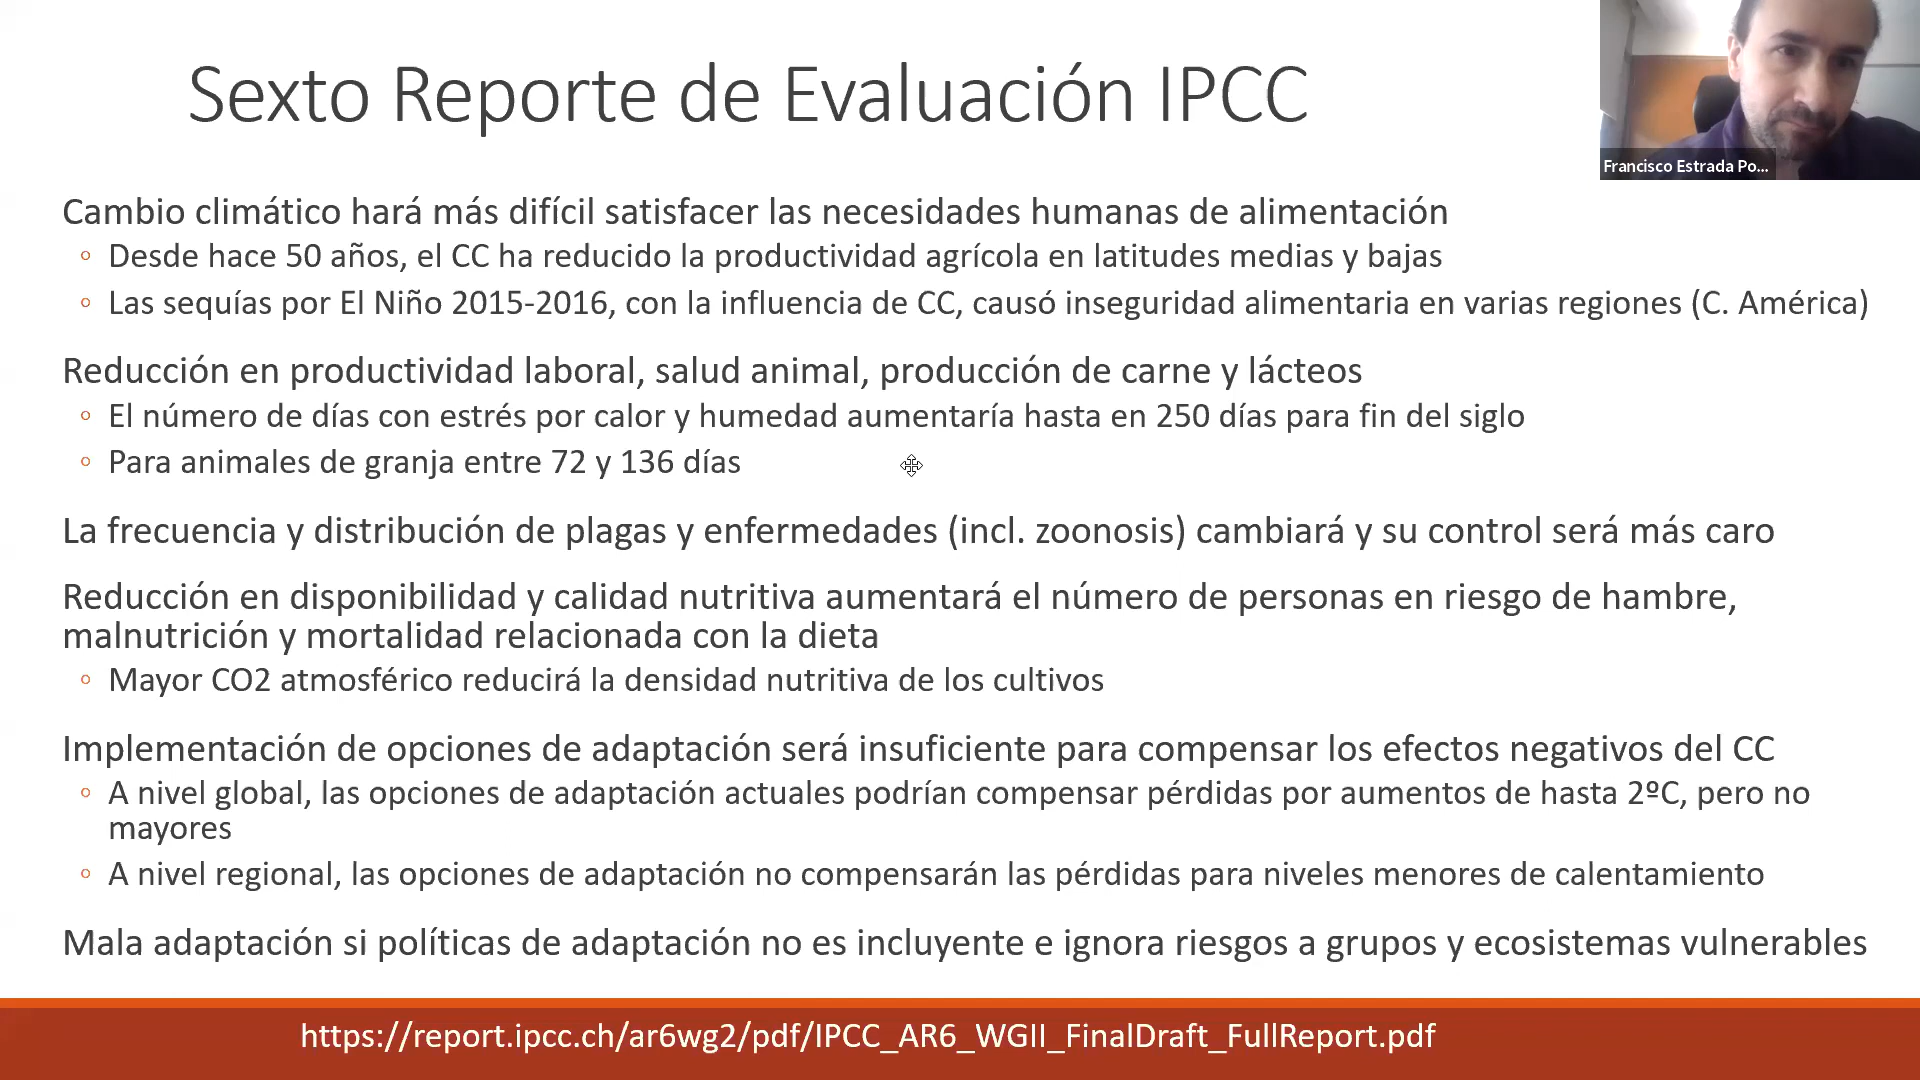 Sexto Reporte de Evaluación IPCC
Francisco Estrada Po...
Cambio climático hará más difícil satisfacer las necesidades humanas de alimentación
Desde hace 50 años, el CC ha reducido la productividad agrícola en latitudes medias y bajas
Las sequías por El Niño 2015-2016, con la influencia de CC, causó inseguridad alimentaria en varias regiones (C. América)
Reducción en productividad laboral, salud animal, producción de carne y lácteos
El número de días con estrés por calor y humedad aumentaría hasta en 250 días para fin del siglo
Para animales de granja entre 72 y 136 días
La frecuencia y distribución de plagas y enfermedades (incl. zoonosis) cambiará y su control será más caro
Reducción en disponibilidad y calidad nutritiva aumentará el número de personas en riesgo de hambre,
malnutrición y mortalidad relacionada con la dieta
Mayor CO2 atmosférico reducirá la densidad nutritiva de los cultivos
Implementación de opciones de adaptación será insuficiente para compensar los efectos negativos del CC
A nivel global, las opciones de adaptación actuales podrían compensar pérdidas por aumentos de hasta 2ºC, pero no
mayores
A nivel regional, las opciones de adaptación no compensarán las pérdidas para niveles menores de calentamiento
Mala adaptación si políticas de adaptación no es incluyente e ignora riesgos a grupos y ecosistemas vulnerables
https://report.ipcc.ch/ar6wg2/pdf/IPCC_AR6_WGII_FinalDraft_FullReport.pdf